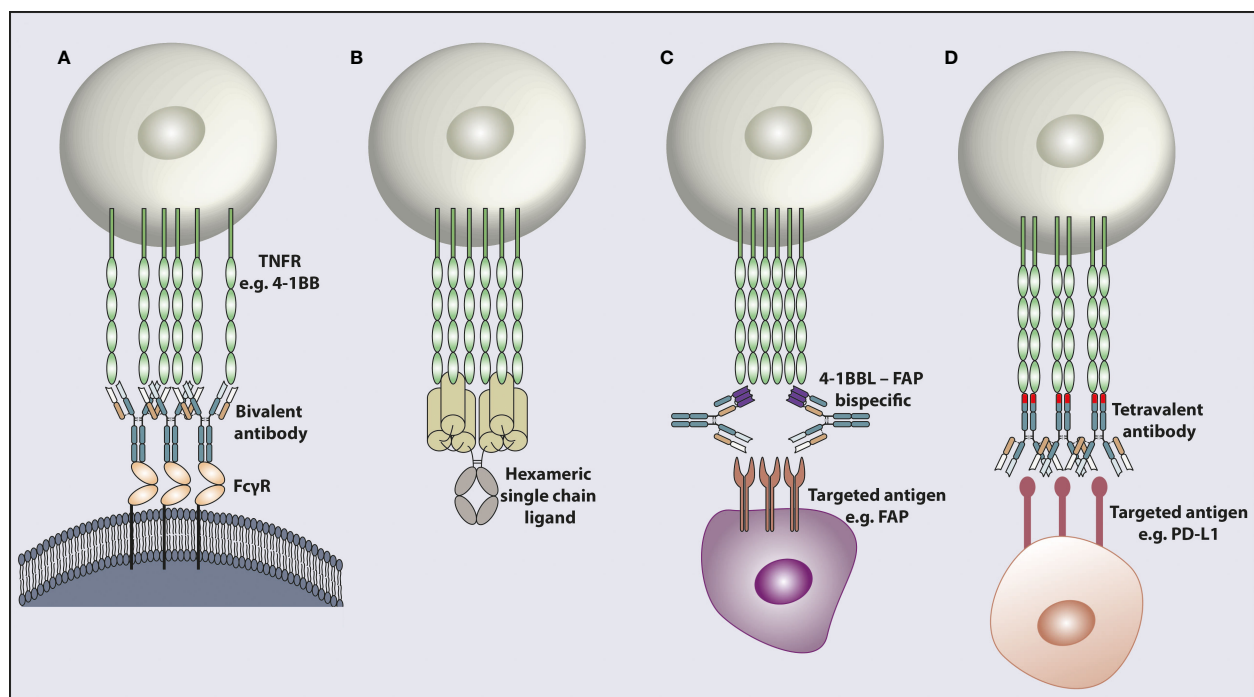 A
B
C
D
TNFR
e.g. 4-1BB
Bivalent
antibody
FcγR
Hexameric
single chain
ligand
4-1BBL – FAP
bispecific
Targeted antigen
e.g. FAP
Tetravalent
antibody
Targeted antigen
e.g. PD-L1